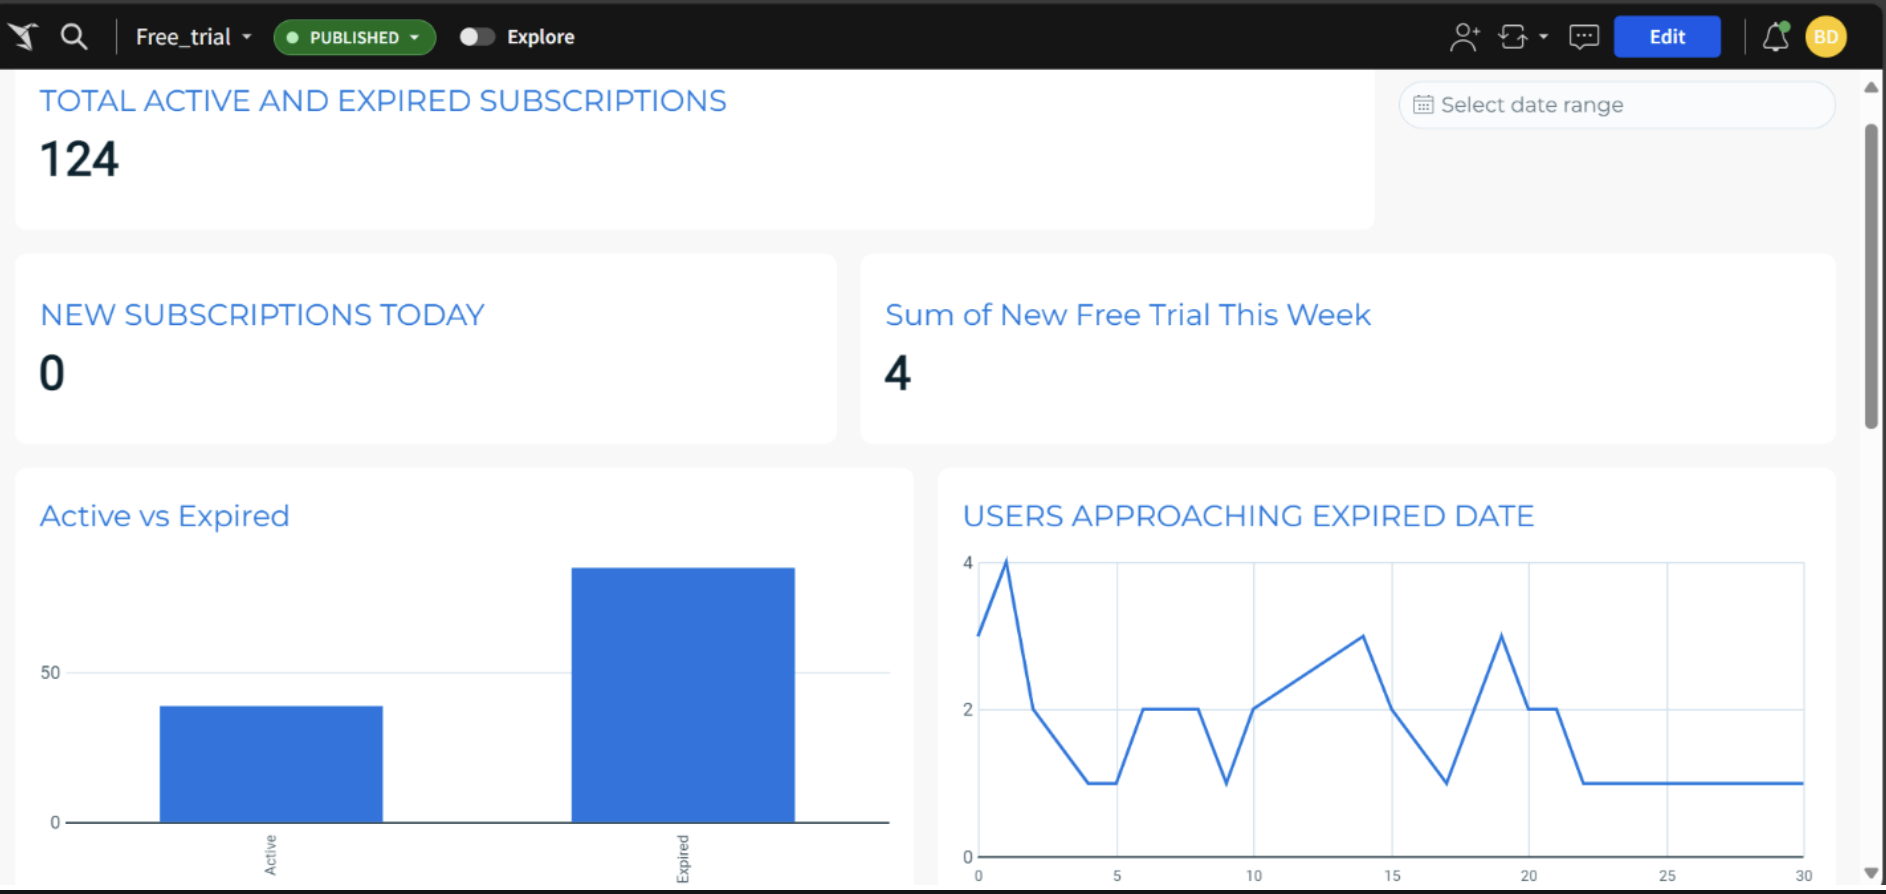 Free_trial
PUBLISHED
Explore
Edit
BD
TOTAL ACTIVE AND EXPIRED SUBSCRIPTIONS
124
Select date range
NEW SUBSCRIPTIONS TODAY
0
Sum of New Free Trial This Week
4
Active vs Expired
50
0
Active
Expired
USERS APPROACHING EXPIRED DATE
4
2
0
0 5 10 15 20 25 30